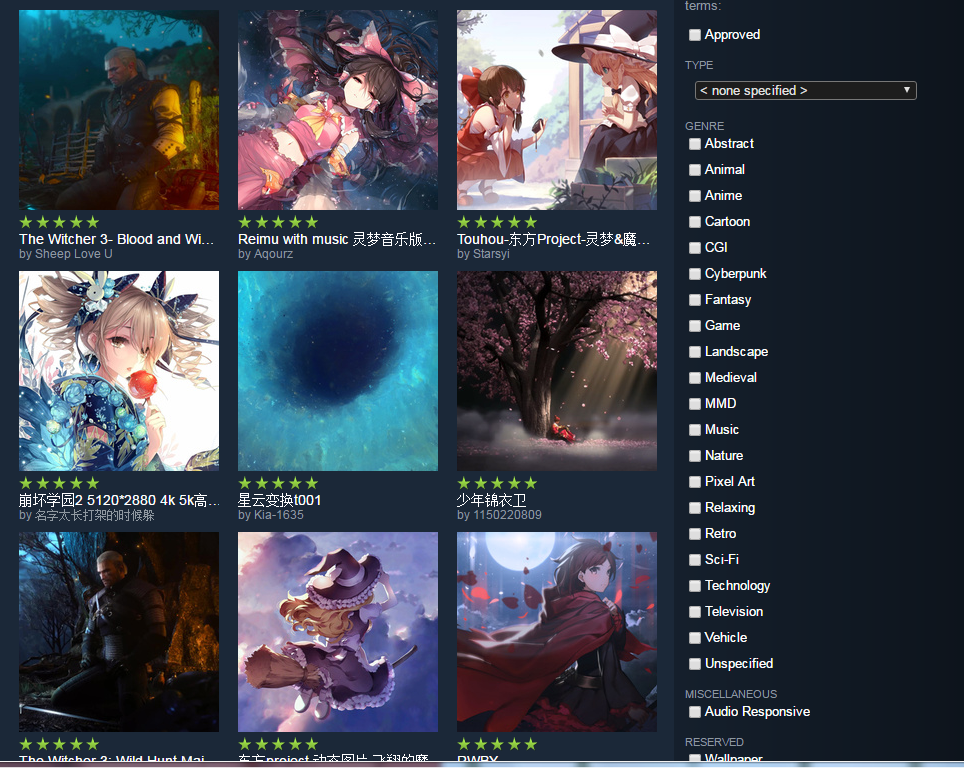 The Witcher 3- Blood and Wi...
by Sheep Love U
Reimu with music 灵梦音乐版...
by Aqourz
Touhou-东方Project-灵梦&魔...
by Starsyi
崩坏学园2 5120*2880 4k 5k高...
by 名字太长打架的时候躲
星云变换t001
by Kia-1635
少年锦衣卫
by 1150220809
The Witcher 3: Wild Hunt Mai
东方project 动态图片 飞翔的魔
RWBY
terms:
Approved
TYPE
< none specified >
GENRE
Abstract
Animal
Anime
Cartoon
CGI
Cyberpunk
Fantasy
Game
Landscape
Medieval
MMD
Music
Nature
Pixel Art
Relaxing
Retro
Sci-Fi
Technology
Television
Vehicle
Unspecified
MISCELLANEOUS
Audio Responsive
RESERVED
Wallpaper